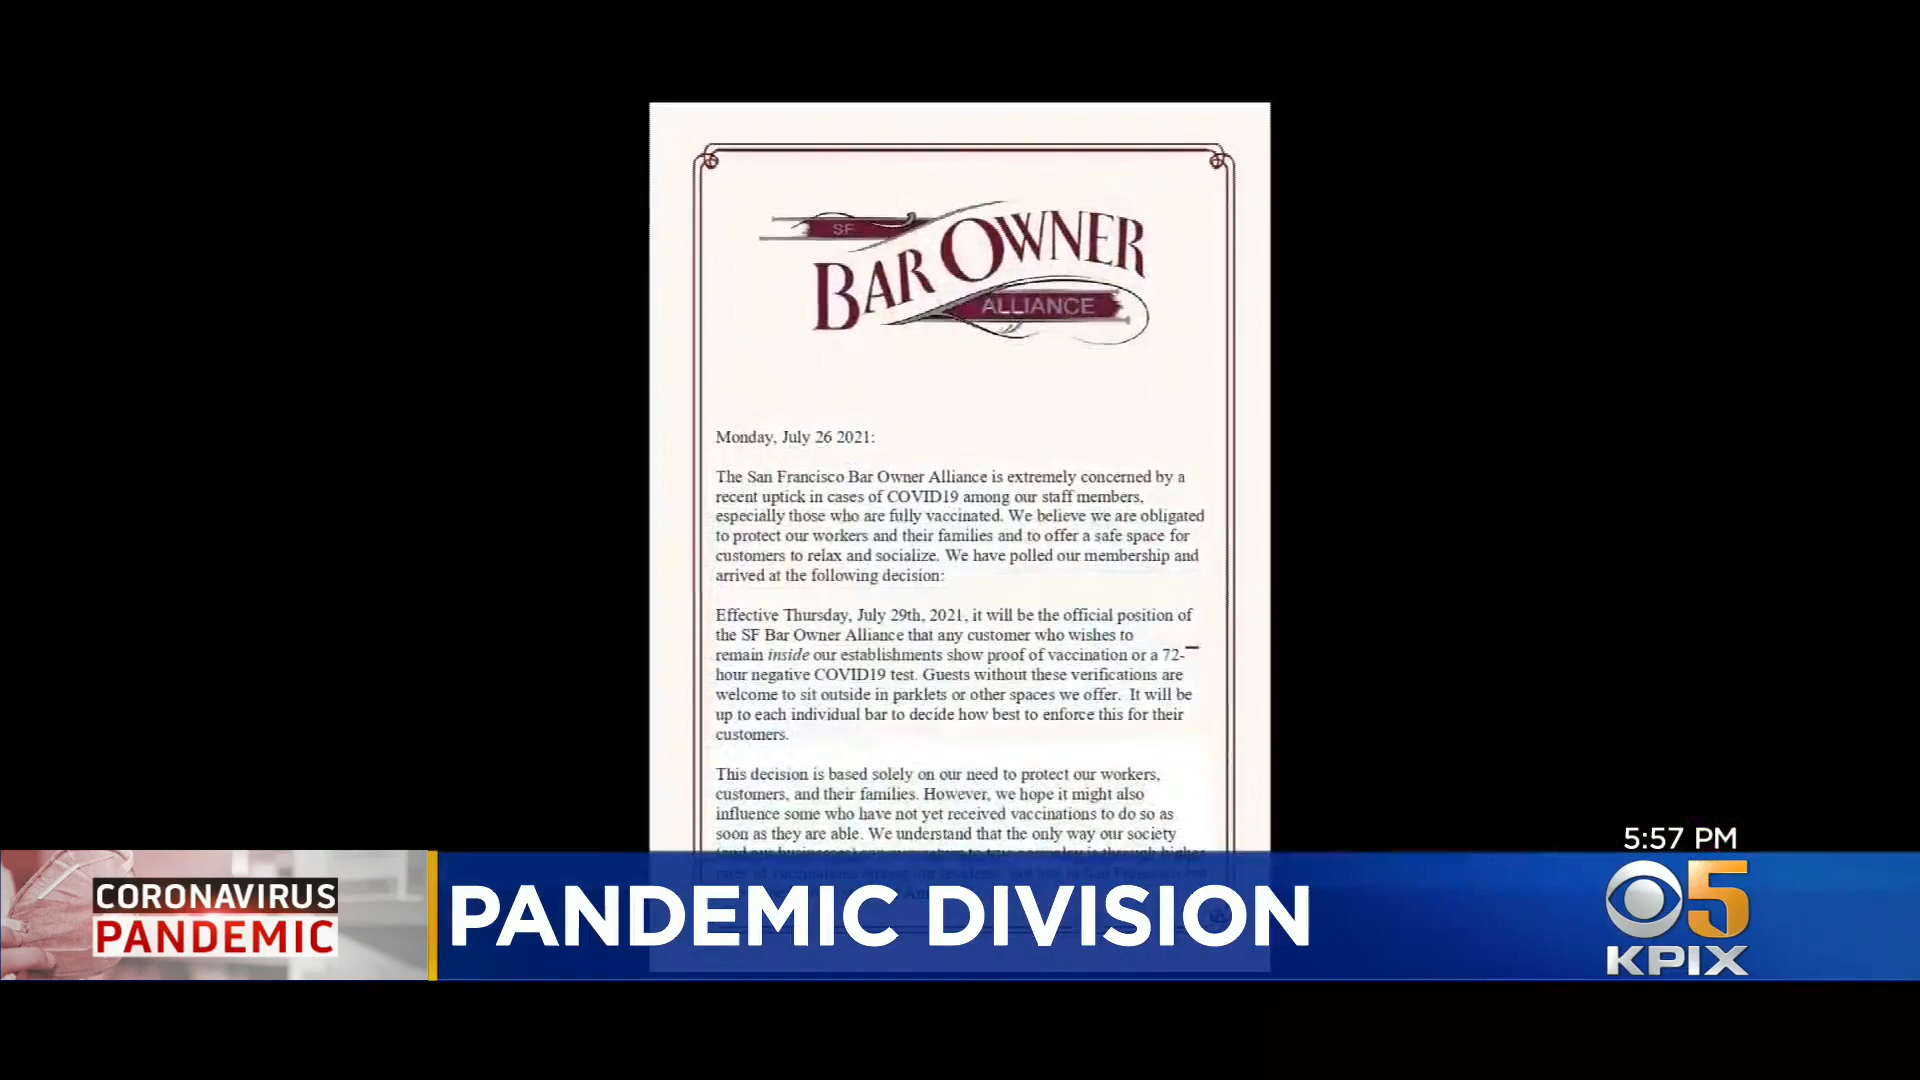 SF
BAR OWNER
ALLIANCE
Monday, July 26 2021:
The San Francisco Bar Owner Alliance is extremely concerned by a
recent uptick in cases of COVID19 among our staff members,
especially those who are fully vaccinated. We believe we are obligated
to protect our workers and their families and to offer a safe space for
customers to relax and socialize. We have polled our membership and
arrived at the following decision:
Effective Thursday, July 29th, 2021, it will be the official position of
the SF Bar Owner Alliance that any customer who wishes to
remain inside our establishments show proof of vaccination or a 72-
hour negative COVID19 test. Guests without these verifications are
welcome to sit outside in parklets or other spaces we offer. It will be
up to each individual bar to decide how best to enforce this for their
customers.
This decision is based solely on our need to protect our workers,
customers, and their families. However, we hope it might also
influence some who have not yet received vaccinations to do so as
soon as they are able. We understand that the only way our society
5:57 PM
CORONAVIRUS
PANDEMIC
PANDEMIC DIVISION
5
KPIX